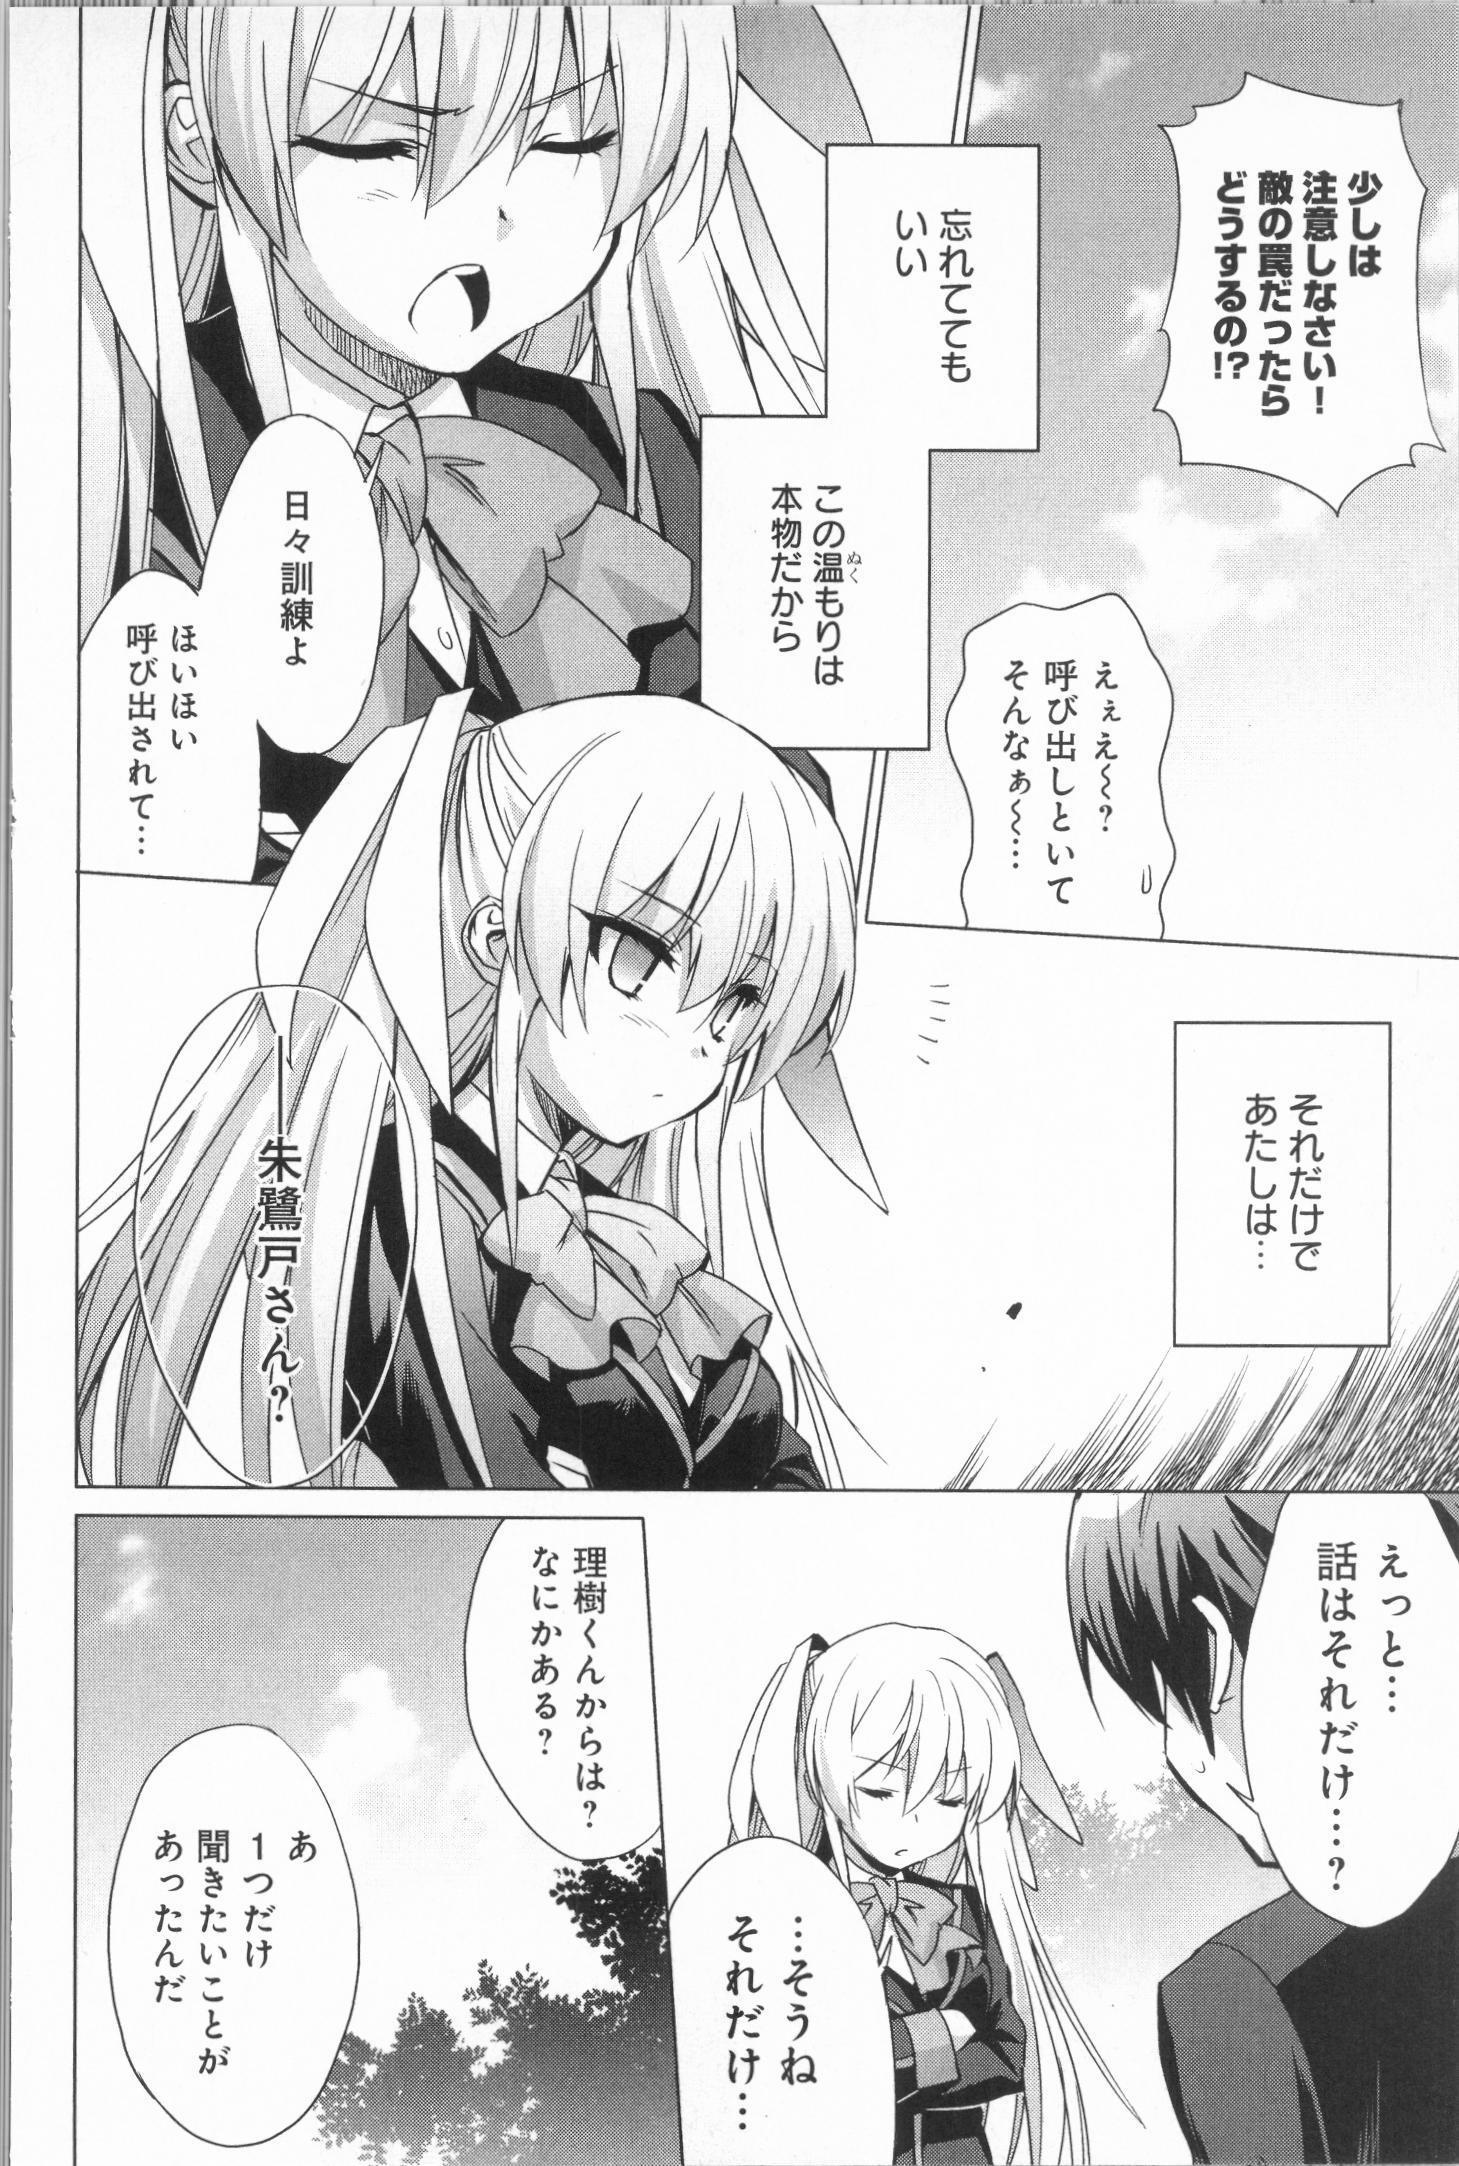 少しは
注意しなさい！
敵の罠だったら
どうするの!?
えぇえ～？
呼び出しといて
そんなぁ～…
忘れてても
いい
この温もりは
ぬく
本物だから
日々訓練よ
ほいほい
呼び出されて…
それだけで
あたしは…
―朱鷺戸さん？
えっと…
話はそれだけ…？
…そうね
それだけ…
理樹くんからは？
なにかある？
あ
1つだけ
聞きたいことが
あったんだ